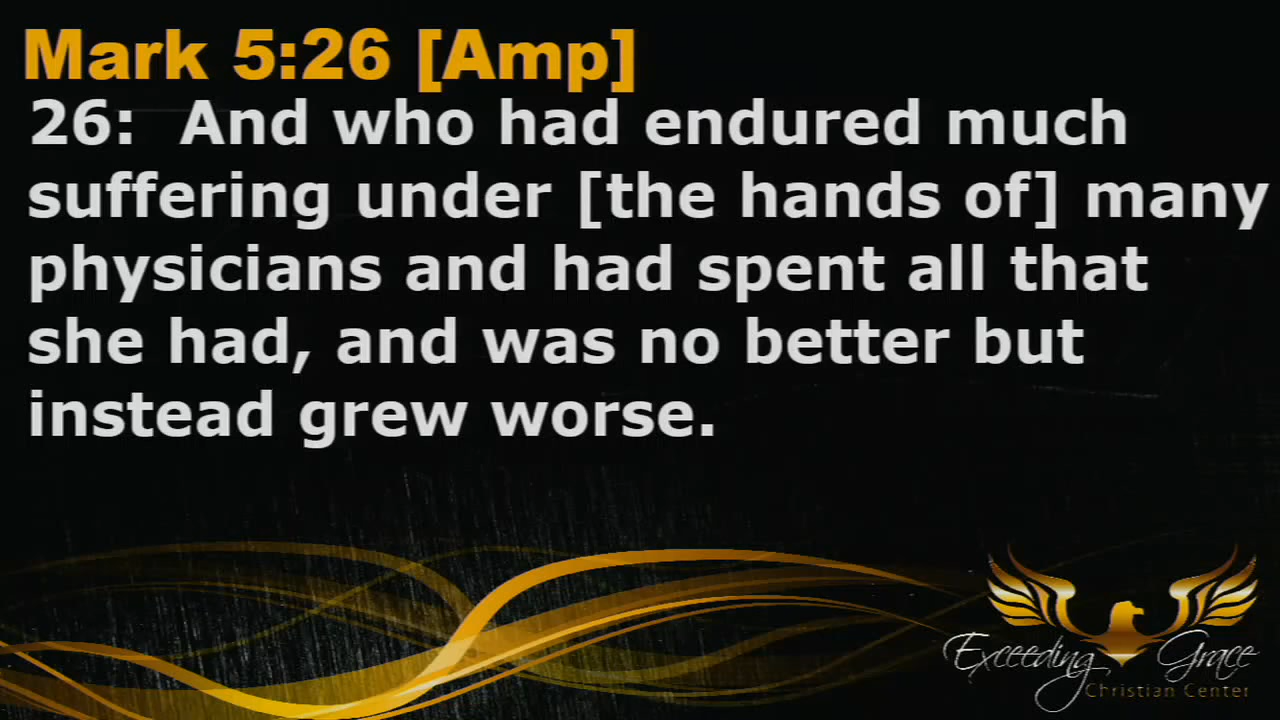 Mark 5:26 [Amp]
26: And who had endured much
suffering under [the hands of] many
physicians and had spent all that
she had, and was no better but
instead grew worse.
Exceeding Grace
Christian Center